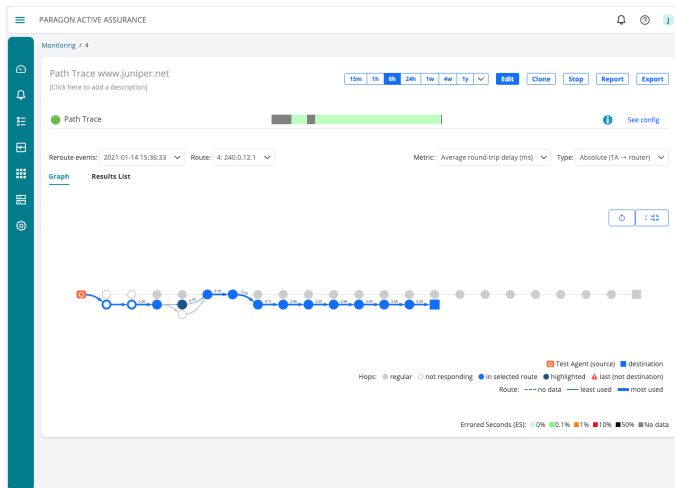 PARAGON ACTIVE ASSURANCE
J
Monitoring / 4
Path Trace www.juniper.net
[Click here to add a description]
15m 1h 6h 24h 1w 4w 1y Edit Clone Stop Report Export
Path Trace
See config
Reroute events: 2021-01-14 15:36:33 Route: 4: 240.0.12.1 Metric: Average round-trip delay (ms) Type: Absolute (TA → router)
Graph Results List
Test Agent (source) destination
Hops: regular not responding in selected route highlighted last (not destination)
Route: no data least used most used
Errored Seconds (ES): 0% 0.1% 1% 10% 50% No data